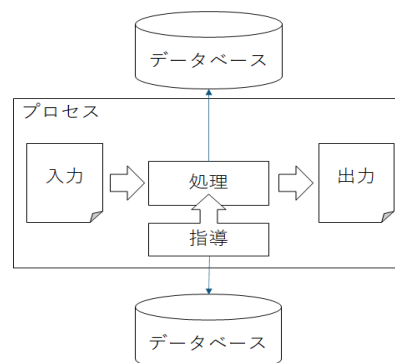 データベース
プロセス
入力
処理
出力
指導
データベース